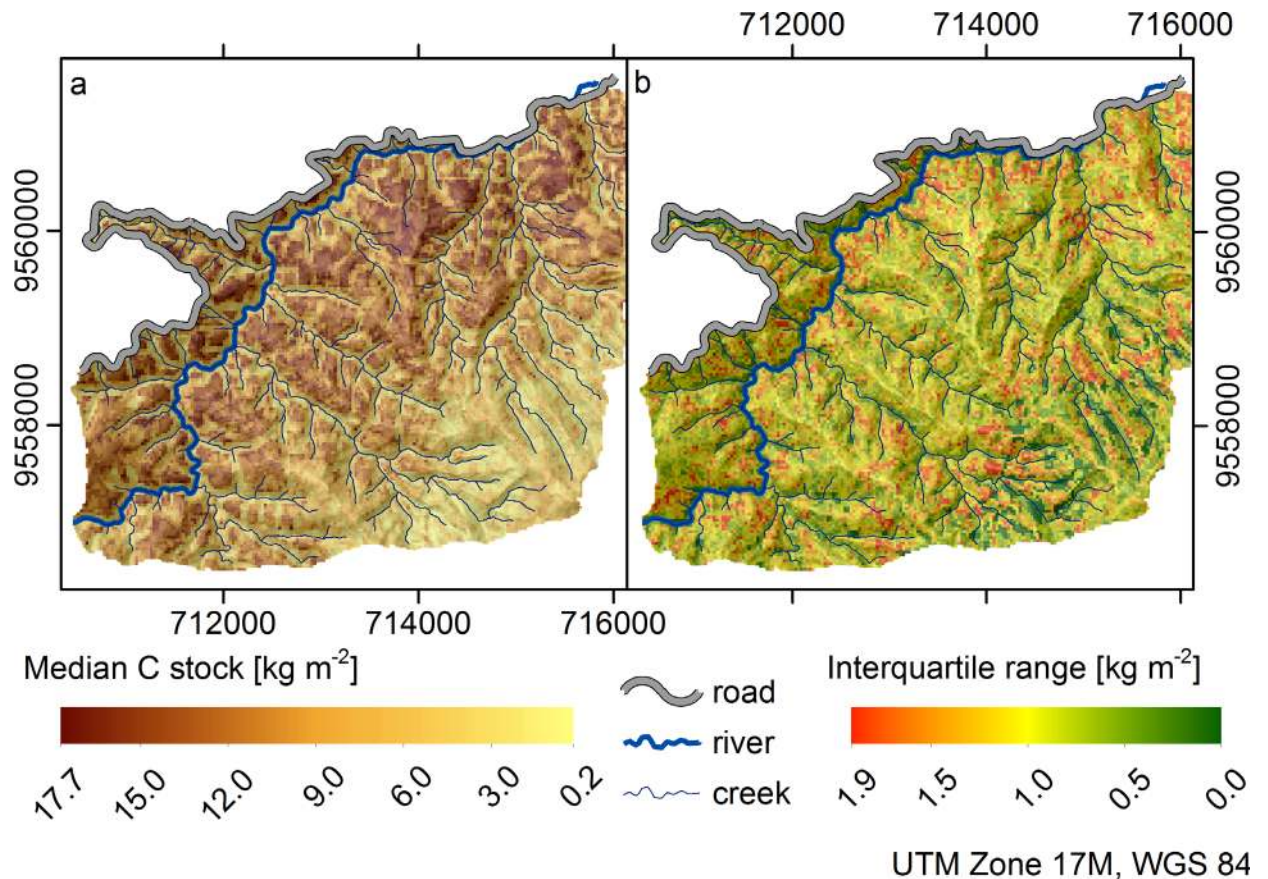 712000 714000 716000
a b
9560000 9560000
9558000 9558000
712000 714000 716000
Median C stock [kg m⁻²]
17.7 15.0 12.0 9.0 6.0 3.0 0.2
road
river
creek
Interquartile range [kg m⁻²]
1.9 1.5 1.0 0.5 0.0
UTM Zone 17M, WGS 84